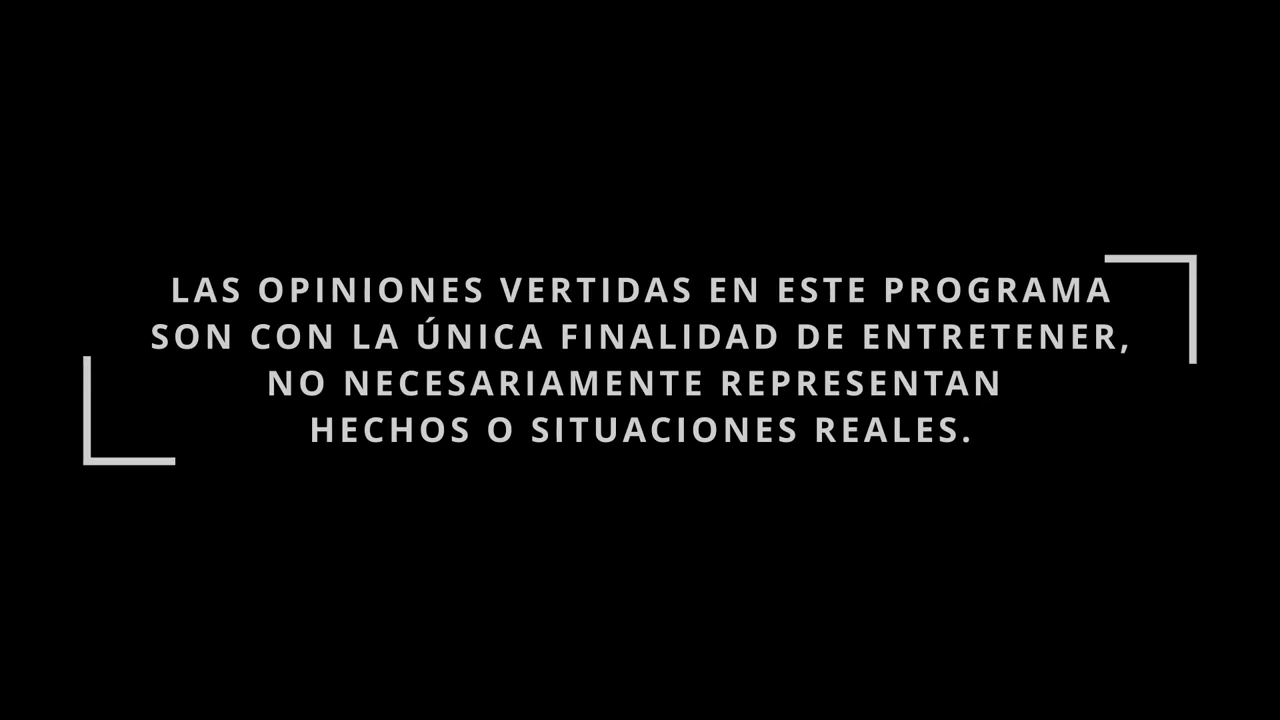 LAS OPINIONES VERTIDAS EN ESTE PROGRAMA
SON CON LA ÚNICA FINALIDAD DE ENTRETENER,
NO NECESARIAMENTE REPRESENTAN
HECHOS O SITUACIONES REALES.